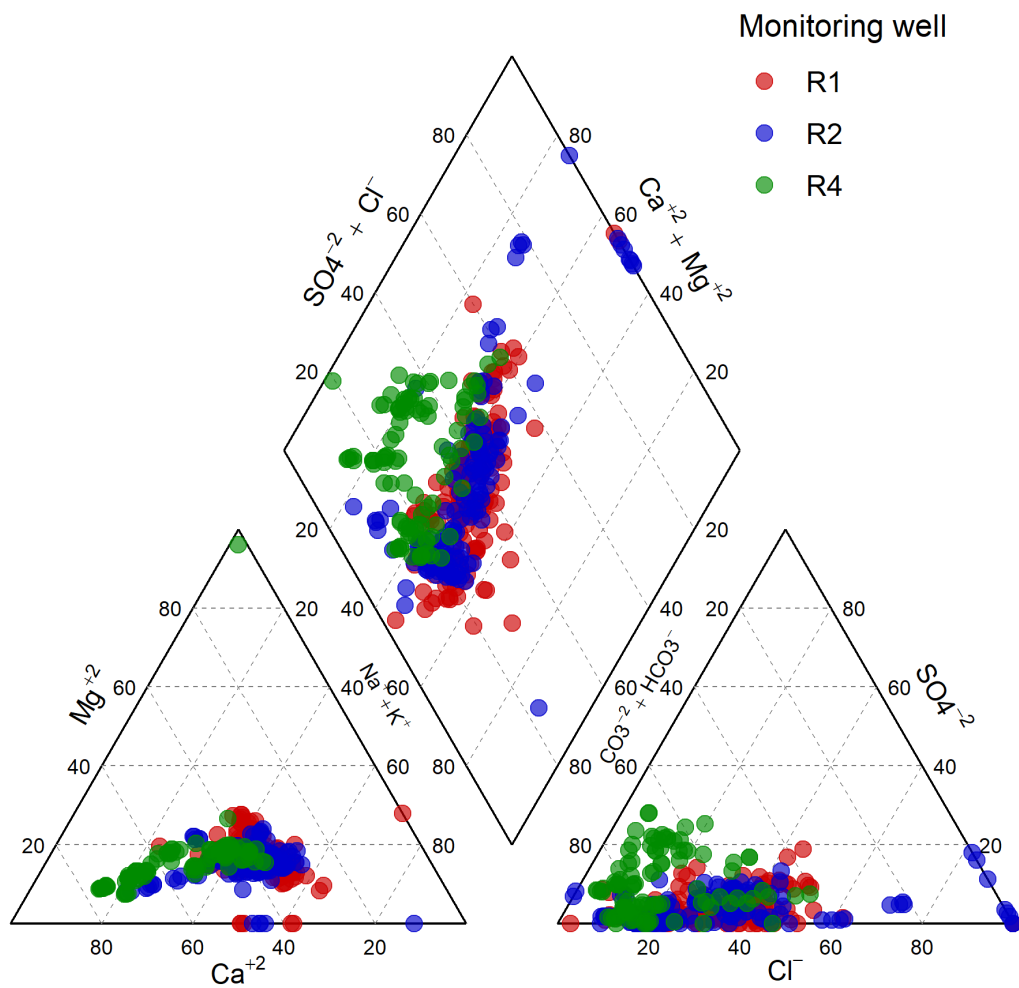 Monitoring well
R1
R2
R4
80 80
SO4⁻² + Cl⁻
Ca⁺² + Mg⁺²
60 60
40 40
20 20
20 20
80 20 40 40 20 80
Mg⁺²
Na⁺ + K⁺
CO3⁻² + HCO3⁻
SO4⁻²
60 40 60 60 40 60
40 60 80 80 60 40
20 80 80 20
80 60 40 20 20 40 60 80
Ca⁺²
Cl⁻